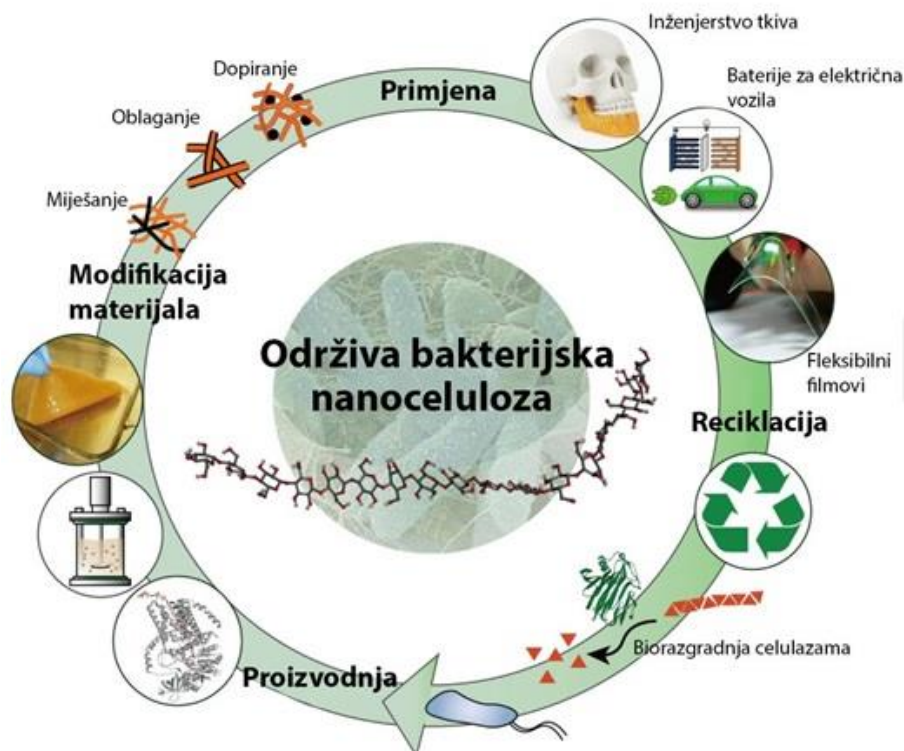 Inženjerstvo tkiva
Dopiranje
Primjena
Baterije za električna
vozila
Oblaganje
Miješanje
Modifikacija
materijala
Održiva bakterijska
nanoceluloza
Fleksibilni
filmovi
Reciklacija
Biorazgradnja celulazama
Proizvodnja